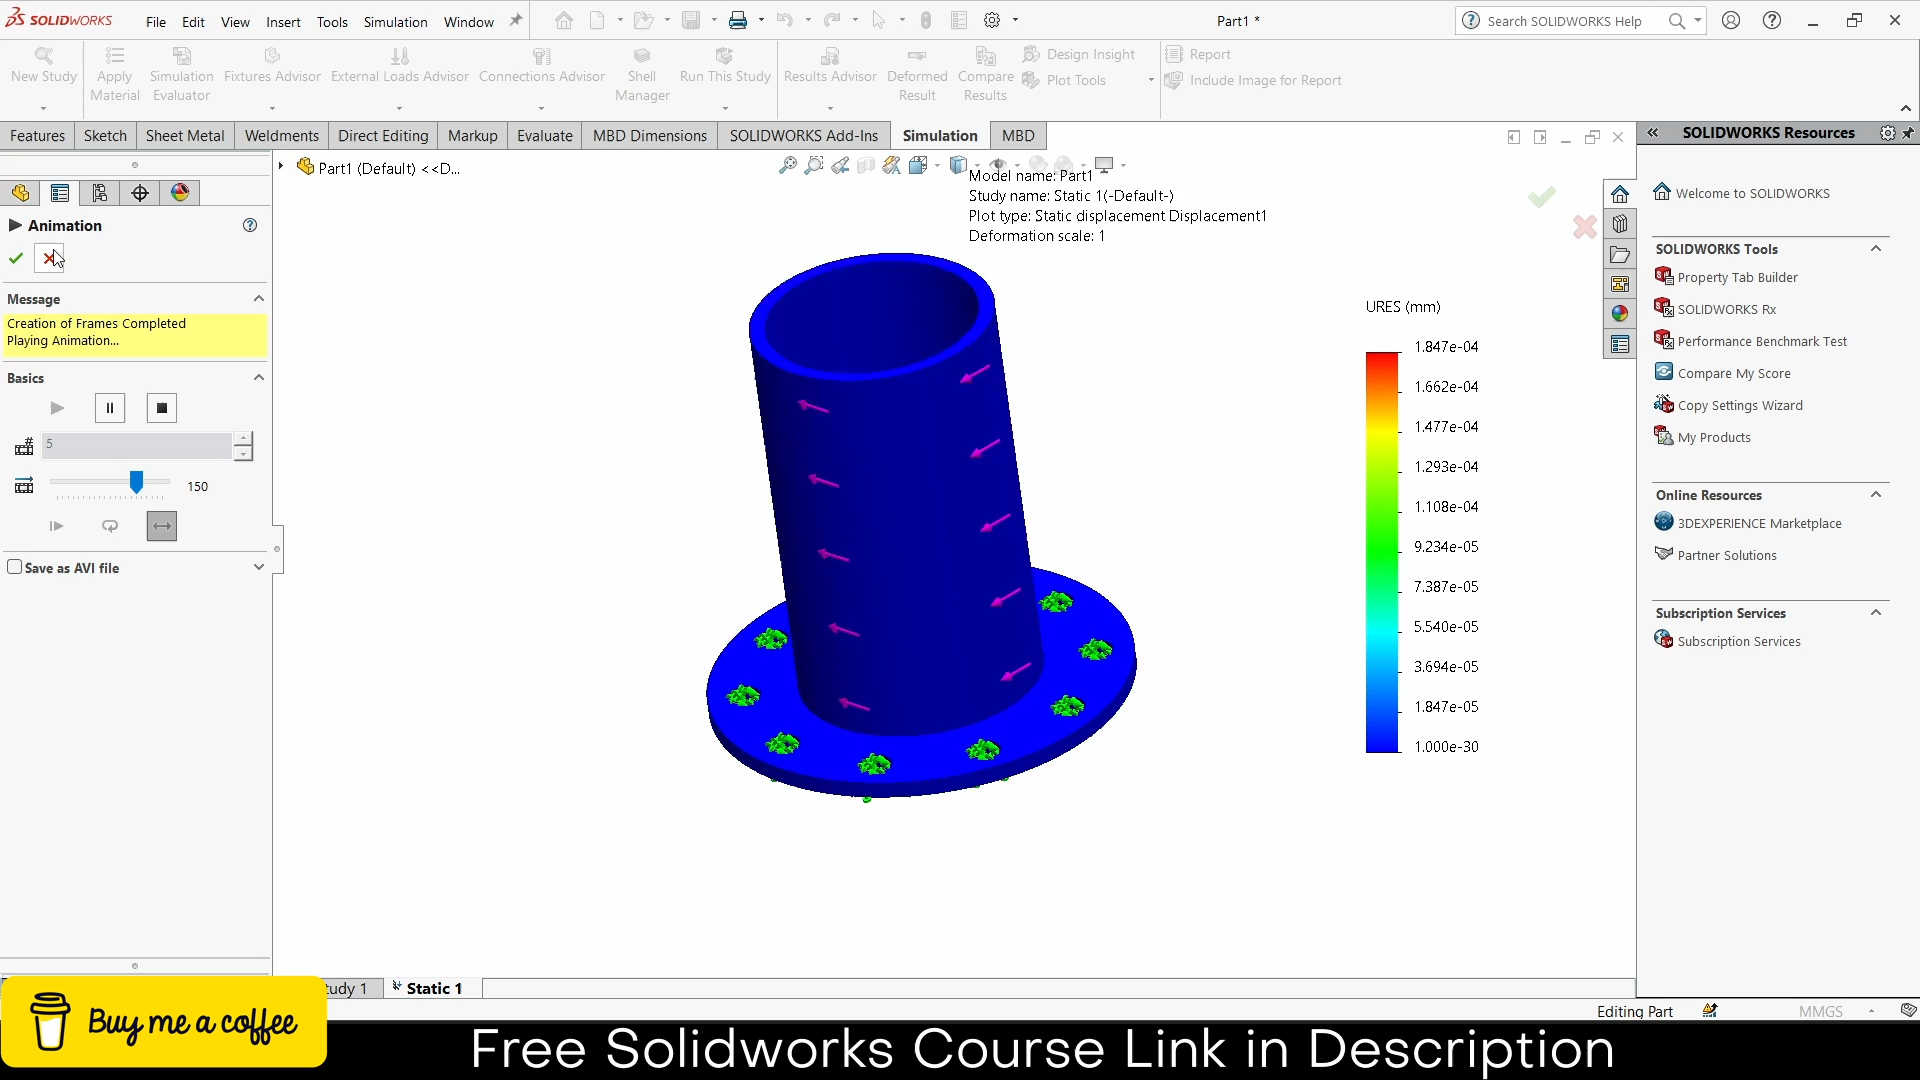 SOLIDWORKS File Edit View Insert Tools Simulation Window Part1 * Search SOLIDWORKS Help
New Study Apply Material Simulation Evaluator Fixtures Advisor External Loads Advisor Connections Advisor Shell Manager Run This Study Results Advisor Deformed Result Compare Results Design Insight Plot Tools Report Include Image for Report
Features Sketch Sheet Metal Weldments Direct Editing Markup Evaluate MBD Dimensions SOLIDWORKS Add-Ins Simulation MBD
Animation
Message
Creation of Frames Completed
Playing Animation...
Basics
5
150
Save as AVI file
Part1 (Default) <<D...
Model name: Part1
Study name: Static 1(-Default-)
Plot type: Static displacement Displacement1
Deformation scale: 1
URES (mm)
1.847e-04
1.662e-04
1.477e-04
1.293e-04
1.108e-04
9.234e-05
7.387e-05
5.540e-05
3.694e-05
1.847e-05
1.000e-30
SOLIDWORKS Resources
Welcome to SOLIDWORKS
SOLIDWORKS Tools
Property Tab Builder
SOLIDWORKS Rx
Performance Benchmark Test
Compare My Score
Copy Settings Wizard
My Products
Online Resources
3DEXPERIENCE Marketplace
Partner Solutions
Subscription Services
Subscription Services
tudy 1 Static 1
Editing Part MMGS
Buy me a coffee
Free Solidworks Course Link in Description